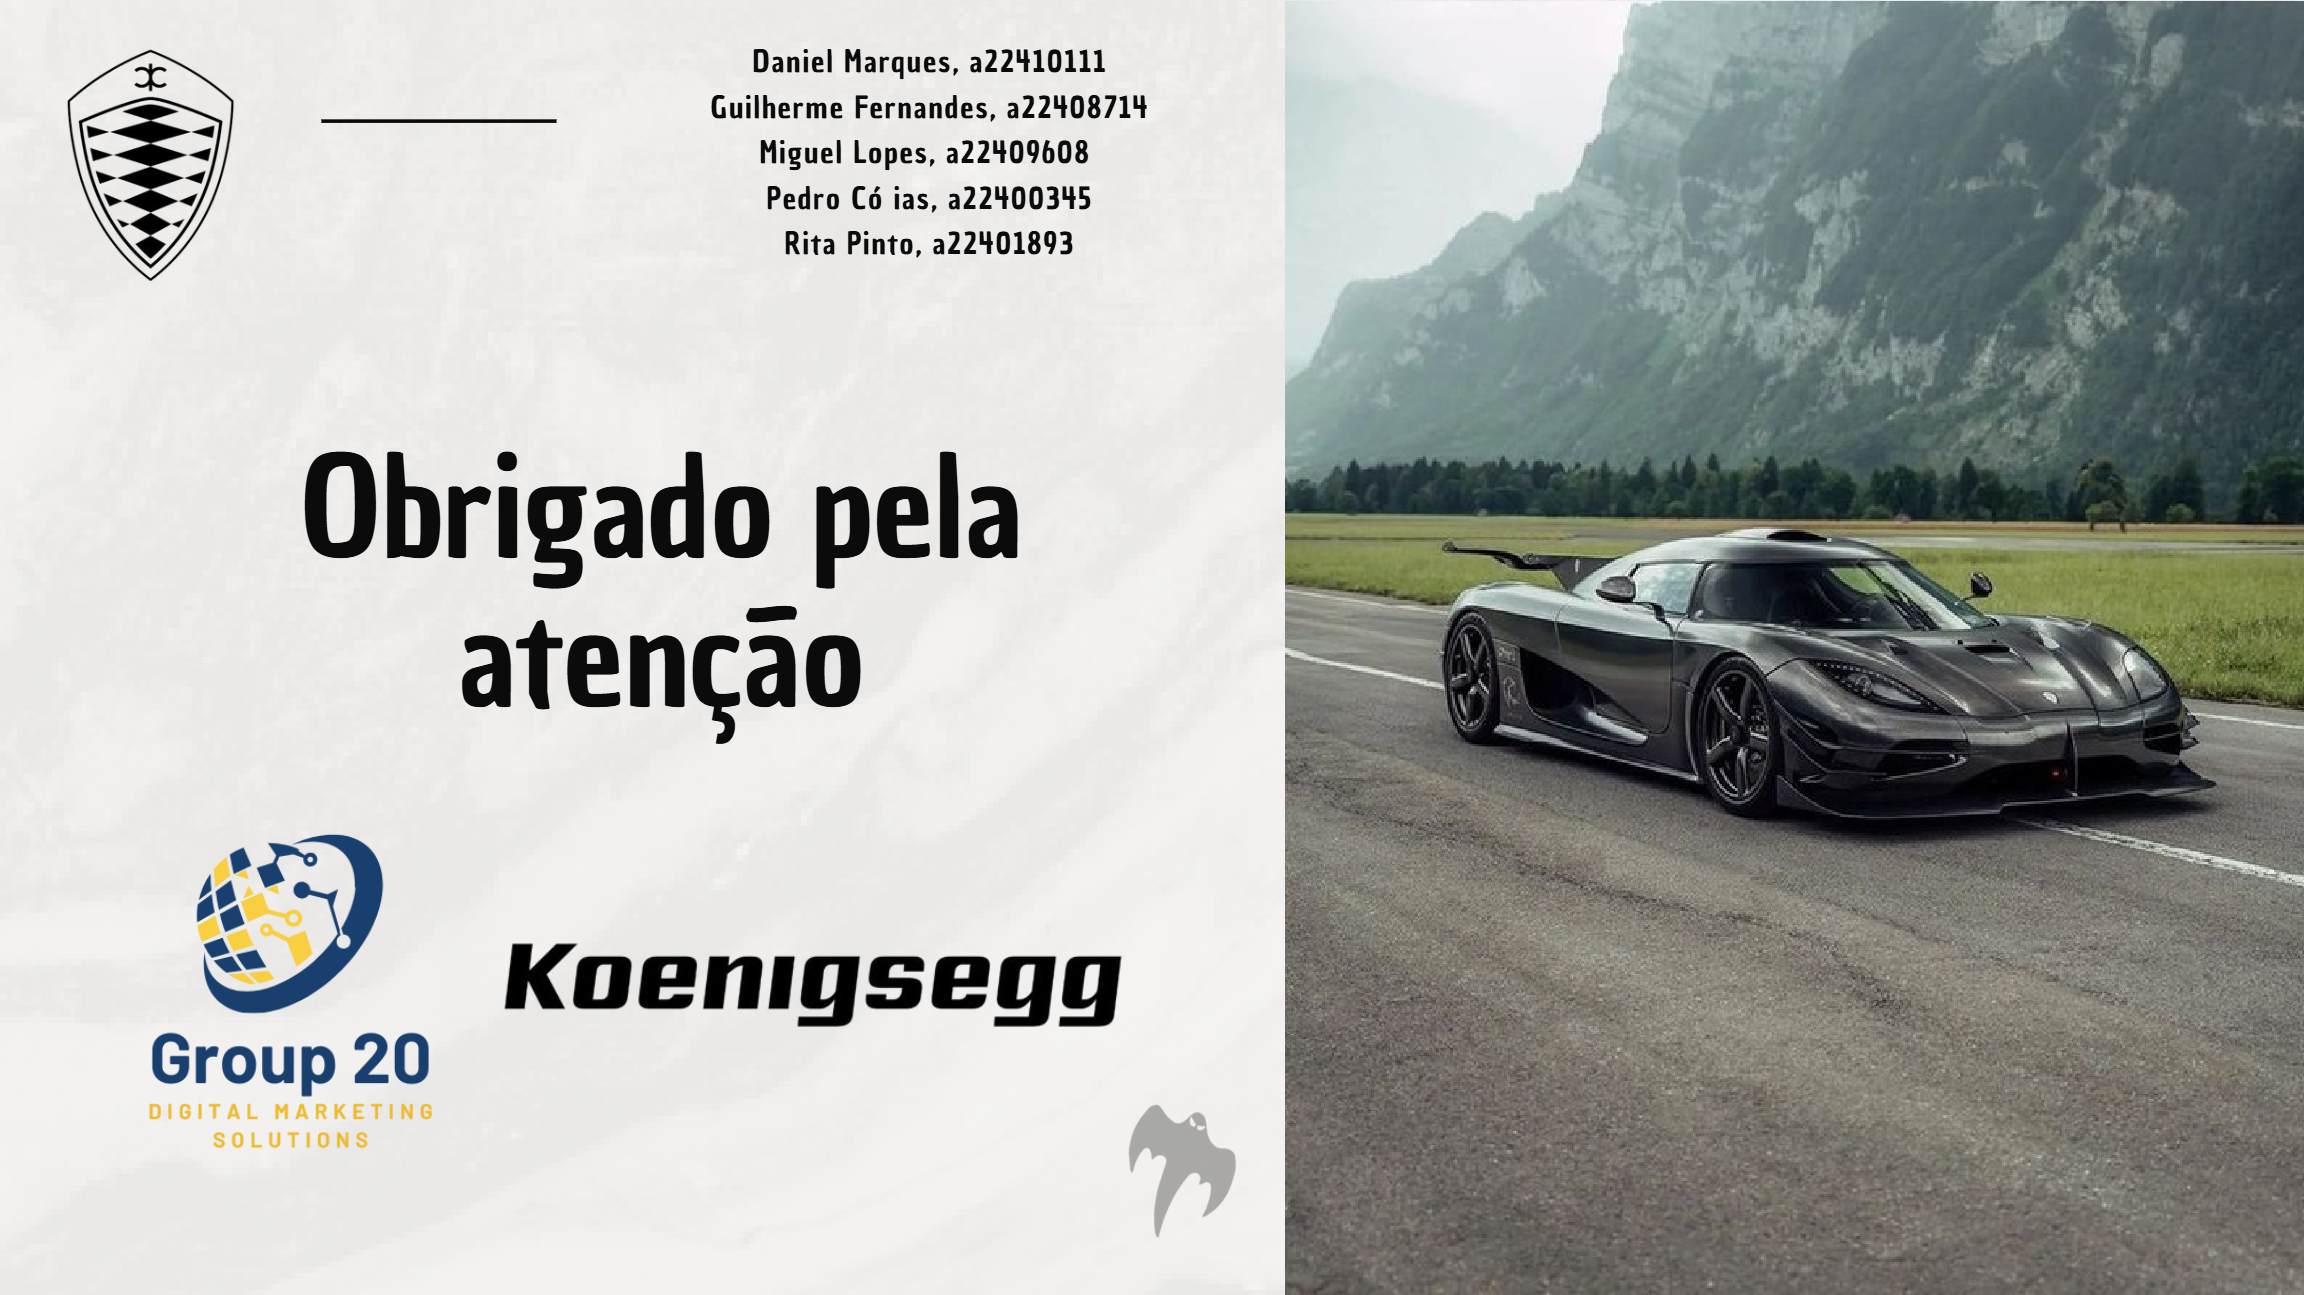 Daniel Marques, a22410111
Guilherme Fernandes, a22408714
Miguel Lopes, a22409608
Pedro Có ias, a22400345
Rita Pinto, a22401893
Obrigado pela
atenção
Koenigsegg
Group 20
DIGITAL MARKETING
SOLUTIONS